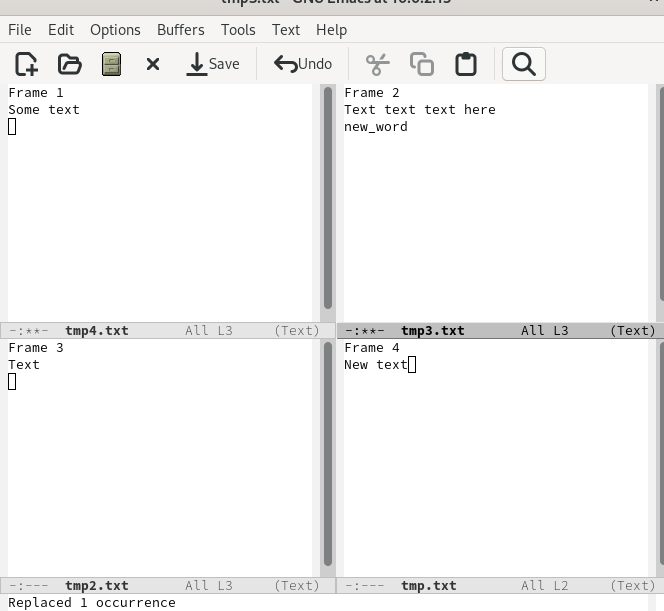 tmp3.txt - GNU Emacs at 10.0.2.15
File Edit Options Buffers Tools Text Help
Save Undo
Frame 1
Some text
-:**- tmp4.txt All L3 (Text)
Frame 2
Text text text here
new_word
-:**- tmp3.txt All L3 (Text)
Frame 3
Text
-:--- tmp2.txt All L3 (Text)
Frame 4
New text
-:--- tmp.txt All L2 (Text)
Replaced 1 occurrence